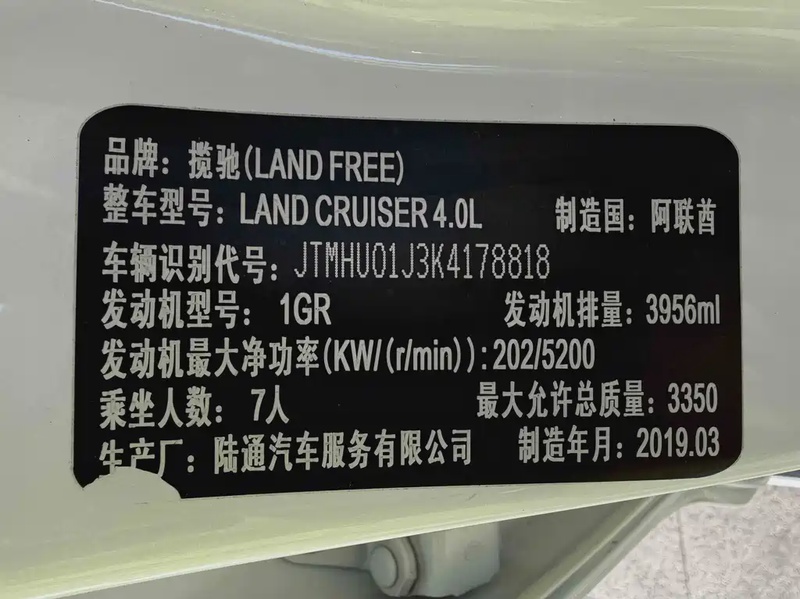 品牌：揽驰(LAND FREE)
整车型号：LAND CRUISER 4.0L 制造国：阿联酋
车辆识别代号：JTMHU01J3K4178818
发动机型号：1GR 发动机排量：3956ml
发动机最大净功率(KW/(r/min)):202/5200
乘坐人数：7人 最大允许总质量：3350
生产厂：陆通汽车服务有限公司 制造年月：2019.03